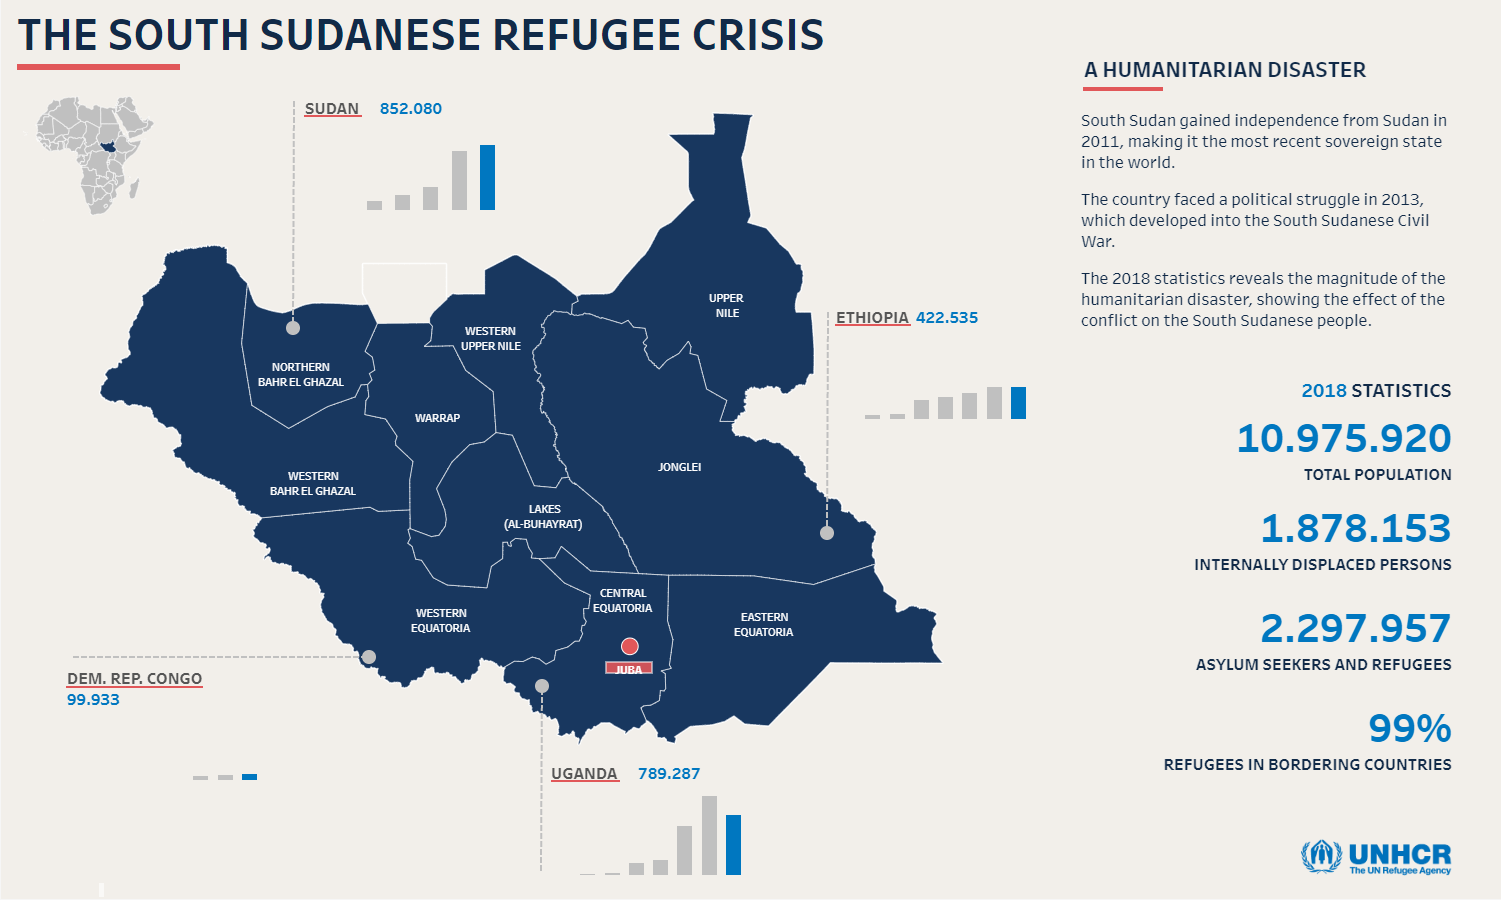 THE SOUTH SUDANESE REFUGEE CRISIS
A HUMANITARIAN DISASTER
South Sudan gained independence from Sudan in
2011, making it the most recent sovereign state
in the world.
The country faced a political struggle in 2013,
which developed into the South Sudanese Civil
War.
The 2018 statistics reveals the magnitude of the
humanitarian disaster, showing the effect of the
conflict on the South Sudanese people.
SUDAN 852.080
UPPER
NILE
ETHIOPIA 422.535
WESTERN
UPPER NILE
NORTHERN
BAHR EL GHAZAL
WARRAP
JONGLEI
WESTERN
BAHR EL GHAZAL
LAKES
(AL-BUHAYRAT)
CENTRAL
EQUATORIA
WESTERN
EQUATORIA
EASTERN
EQUATORIA
JUBA
DEM. REP. CONGO
99.933
UGANDA 789.287
2018 STATISTICS
10.975.920
TOTAL POPULATION
1.878.153
INTERNALLY DISPLACED PERSONS
2.297.957
ASYLUM SEEKERS AND REFUGEES
99%
REFUGEES IN BORDERING COUNTRIES
UNHCR
The UN Refugee Agency